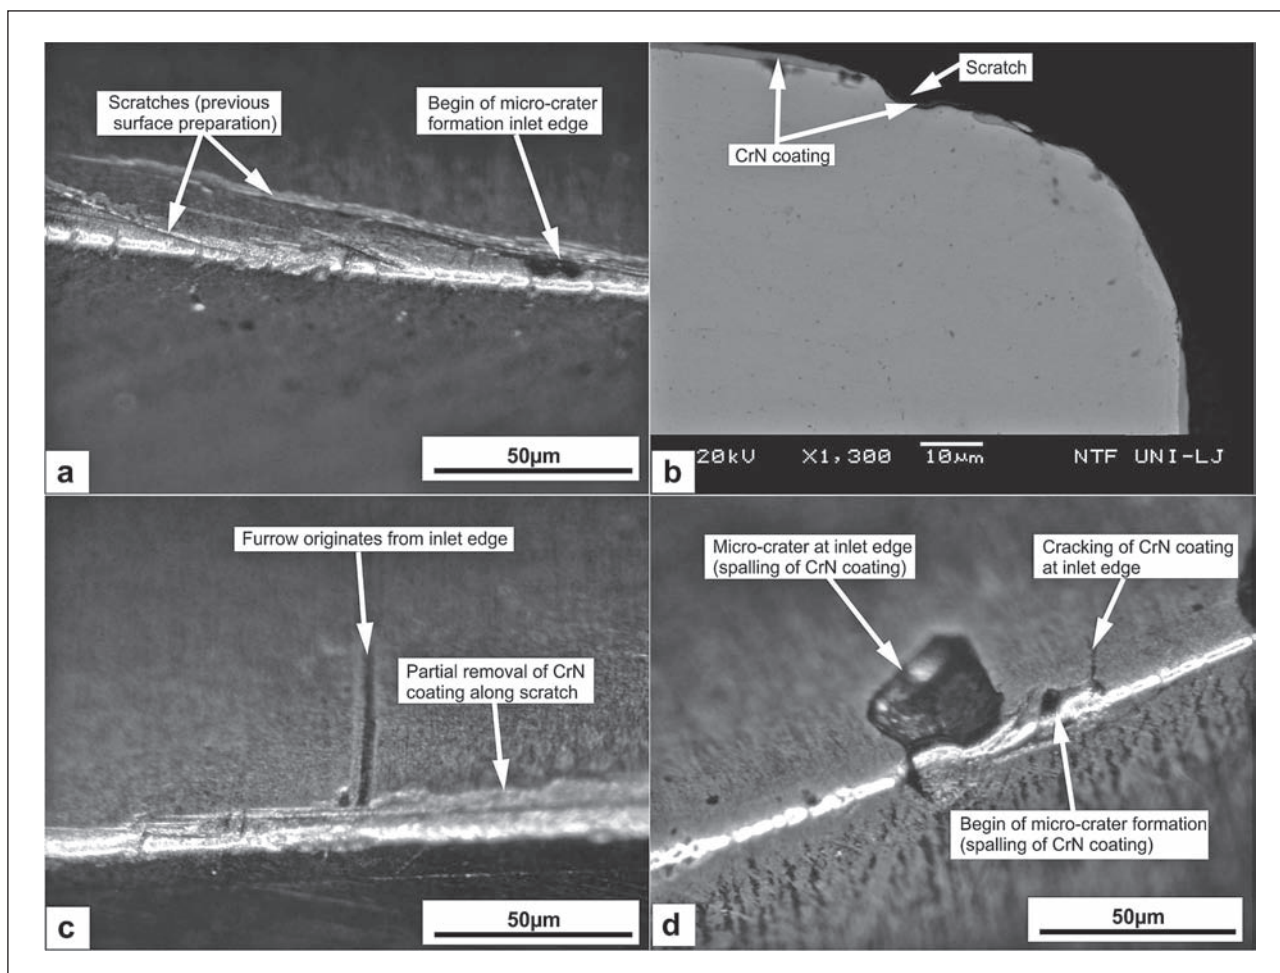 Scratches (previous
surface preparation)
Begin of micro-crater
formation inlet edge
50µm
a
Scratch
CrN coating
20kV X1,300 10µm NTF UNI-LJ
b
Furrow originates from inlet edge
Partial removal of CrN
coating along scratch
50µm
c
Micro-crater at inlet edge
(spalling of CrN coating)
Cracking of CrN coating
at inlet edge
Begin of micro-crater formation
(spalling of CrN coating)
50µm
d